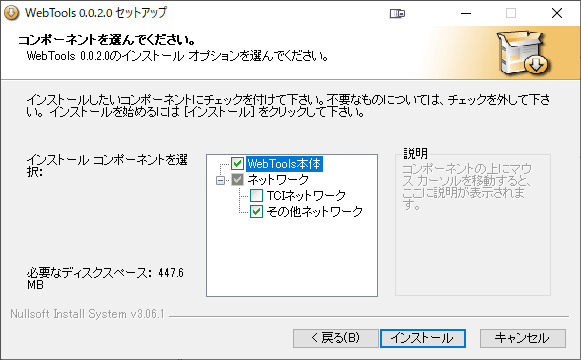 WebTools 0.0.2.0 セットアップ
コンポーネントを選んでください。
WebTools 0.0.2.0のインストール オプションを選んでください。
インストールしたいコンポーネントにチェックを付けて下さい。不要なものについては、チェックを外して下さ
い。 インストールを始めるには [インストール] をクリックして下さい。
インストール コンポーネントを選
択:
WebTools本体
ネットワーク
TCIネットワーク
その他ネットワーク
説明
コンポーネントの上にマウ
ス カーソルを移動すると、
ここに説明が表示されま
す。
必要なディスクスペース: 447.6
MB
Nullsoft Install System v3.06.1
< 戻る(B)
インストール
キャンセル